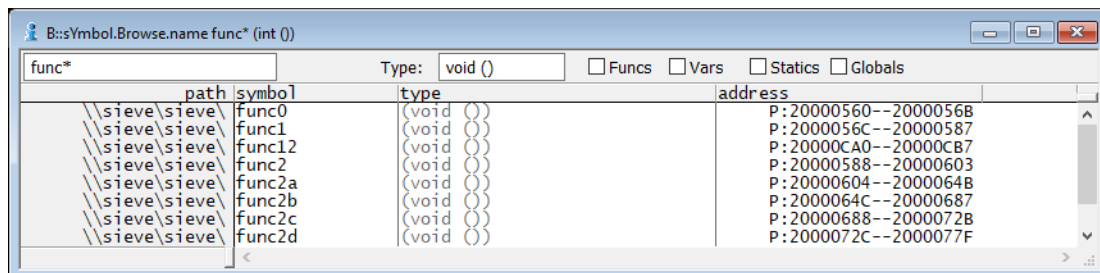 B::sYmbol.Browse.name func* (int ())
func* Type: void () Funcs Vars Statics Globals
path symbol type address
\\sieve\sieve\ func0 (void ()) P:20000560--2000056B
\\sieve\sieve\ func1 (void ()) P:2000056C--20000587
\\sieve\sieve\ func12 (void ()) P:20000CA0--20000CB7
\\sieve\sieve\ func2 (void ()) P:20000588--20000603
\\sieve\sieve\ func2a (void ()) P:20000604--2000064B
\\sieve\sieve\ func2b (void ()) P:2000064C--20000687
\\sieve\sieve\ func2c (void ()) P:20000688--2000072B
\\sieve\sieve\ func2d (void ()) P:2000072C--2000077F